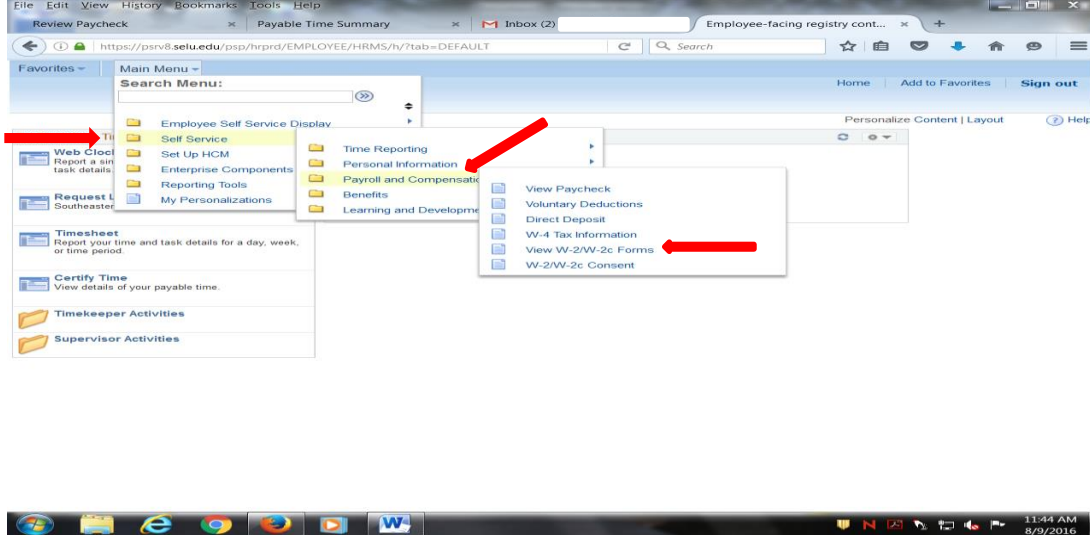 File Edit View History Bookmarks Tools Help
Review Paycheck × Payable Time Summary × Inbox (2) Employee-facing registry cont... × +
https://psrv8.selu.edu/psp/hrprd/EMPLOYEE/HRMS/h/?tab=DEFAULT Search
Favorites Main Menu
Search Menu:
Home Add to Favorites Sign out
Employee Self Service Display
Personalize Content | Layout Help
Self Service
Set Up HCM
Enterprise Components
Reporting Tools
My Personalizations
Time Reporting
Personal Information
Payroll and Compensatio
Benefits
Learning and Developme
View Paycheck
Voluntary Deductions
Direct Deposit
W-4 Tax Information
View W-2/W-2c Forms
W-2/W-2c Consent
Web Cloc
Report a sin
task details.
Request L
Southeaster
Timesheet
Report your time and task details for a day, week,
or time period.
Certify Time
View details of your payable time.
Timekeeper Activities
Supervisor Activities
11:44 AM
8/9/2016